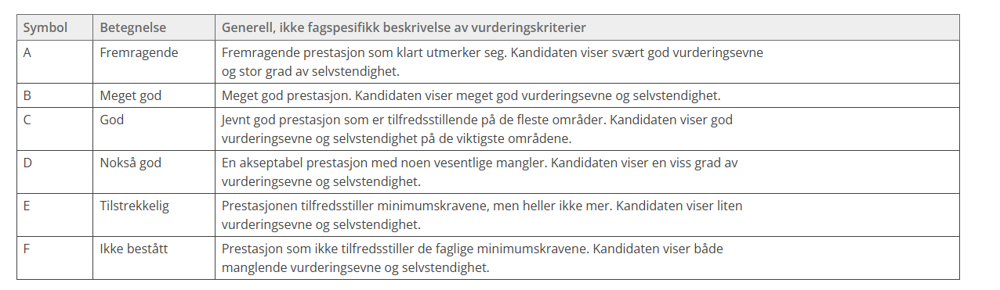 Symbol Betegnelse Generell, ikke fagspesifikk beskrivelse av vurderingskriterier
A Fremragende Fremragende prestasjon som klart utmerker seg. Kandidaten viser svært god vurderingsevne
og stor grad av selvstendighet.
B Meget god Meget god prestasjon. Kandidaten viser meget god vurderingsevne og selvstendighet.
C God Jevnt god prestasjon som er tilfredsstillende på de fleste områder. Kandidaten viser god
vurderingsevne og selvstendighet på de viktigste områdene.
D Nokså god En akseptabel prestasjon med noen vesentlige mangler. Kandidaten viser en viss grad av
vurderingsevne og selvstendighet.
E Tilstrekkelig Prestasjonen tilfredsstiller minimumskravene, men heller ikke mer. Kandidaten viser liten
vurderingsevne og selvstendighet.
F Ikke bestått Prestasjon som ikke tilfredsstiller de faglige minimumskravene. Kandidaten viser både
manglende vurderingsevne og selvstendighet.